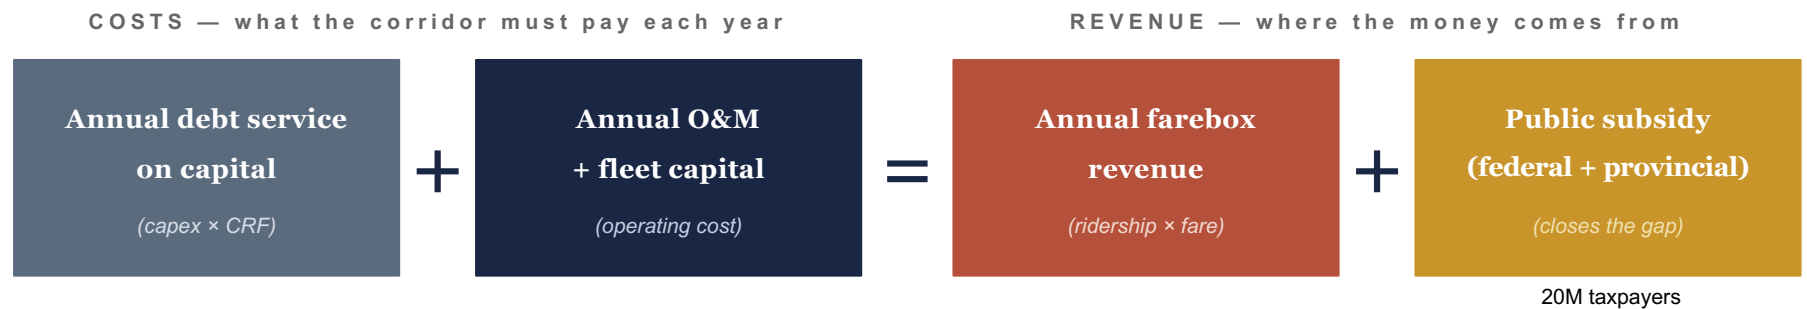 COSTS — what the corridor must pay each year
REVENUE — where the money comes from
Annual debt service
on capital
(capex × CRF)
+
Annual O&M
+ fleet capital
(operating cost)
=
Annual farebox
revenue
(ridership × fare)
+
Public subsidy
(federal + provincial)
(closes the gap)
20M taxpayers